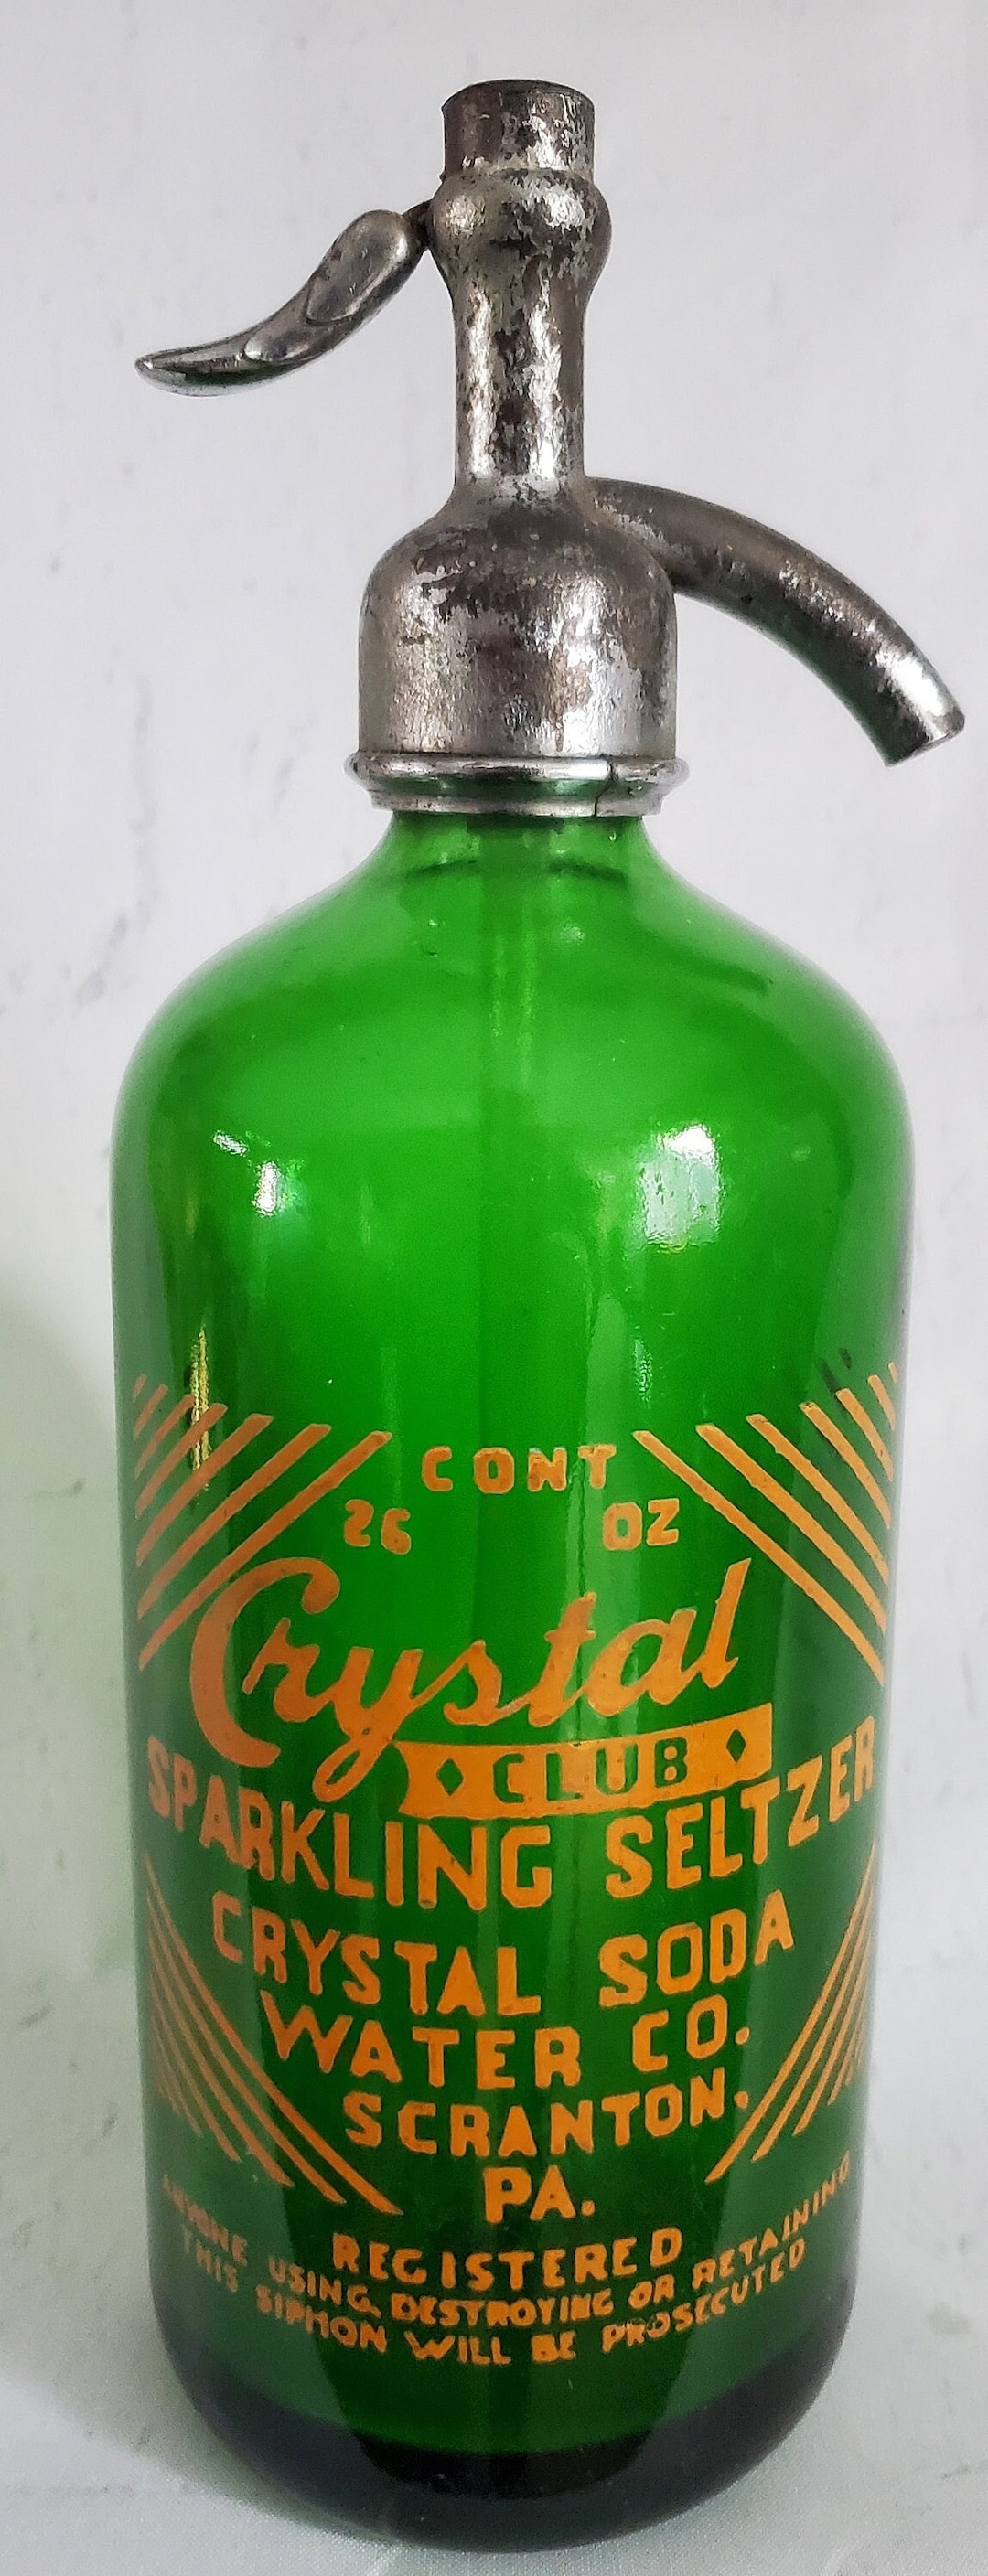 CONT
26 OZ
Crystal
CLUB
SPARKLING SELTZER
CRYSTAL SODA
WATER CO.
SCRANTON,
PA.
REGISTERED
ANYONE USING, DESTROYING OR RETAINING
THIS SIPHON WILL BE PROSECUTED